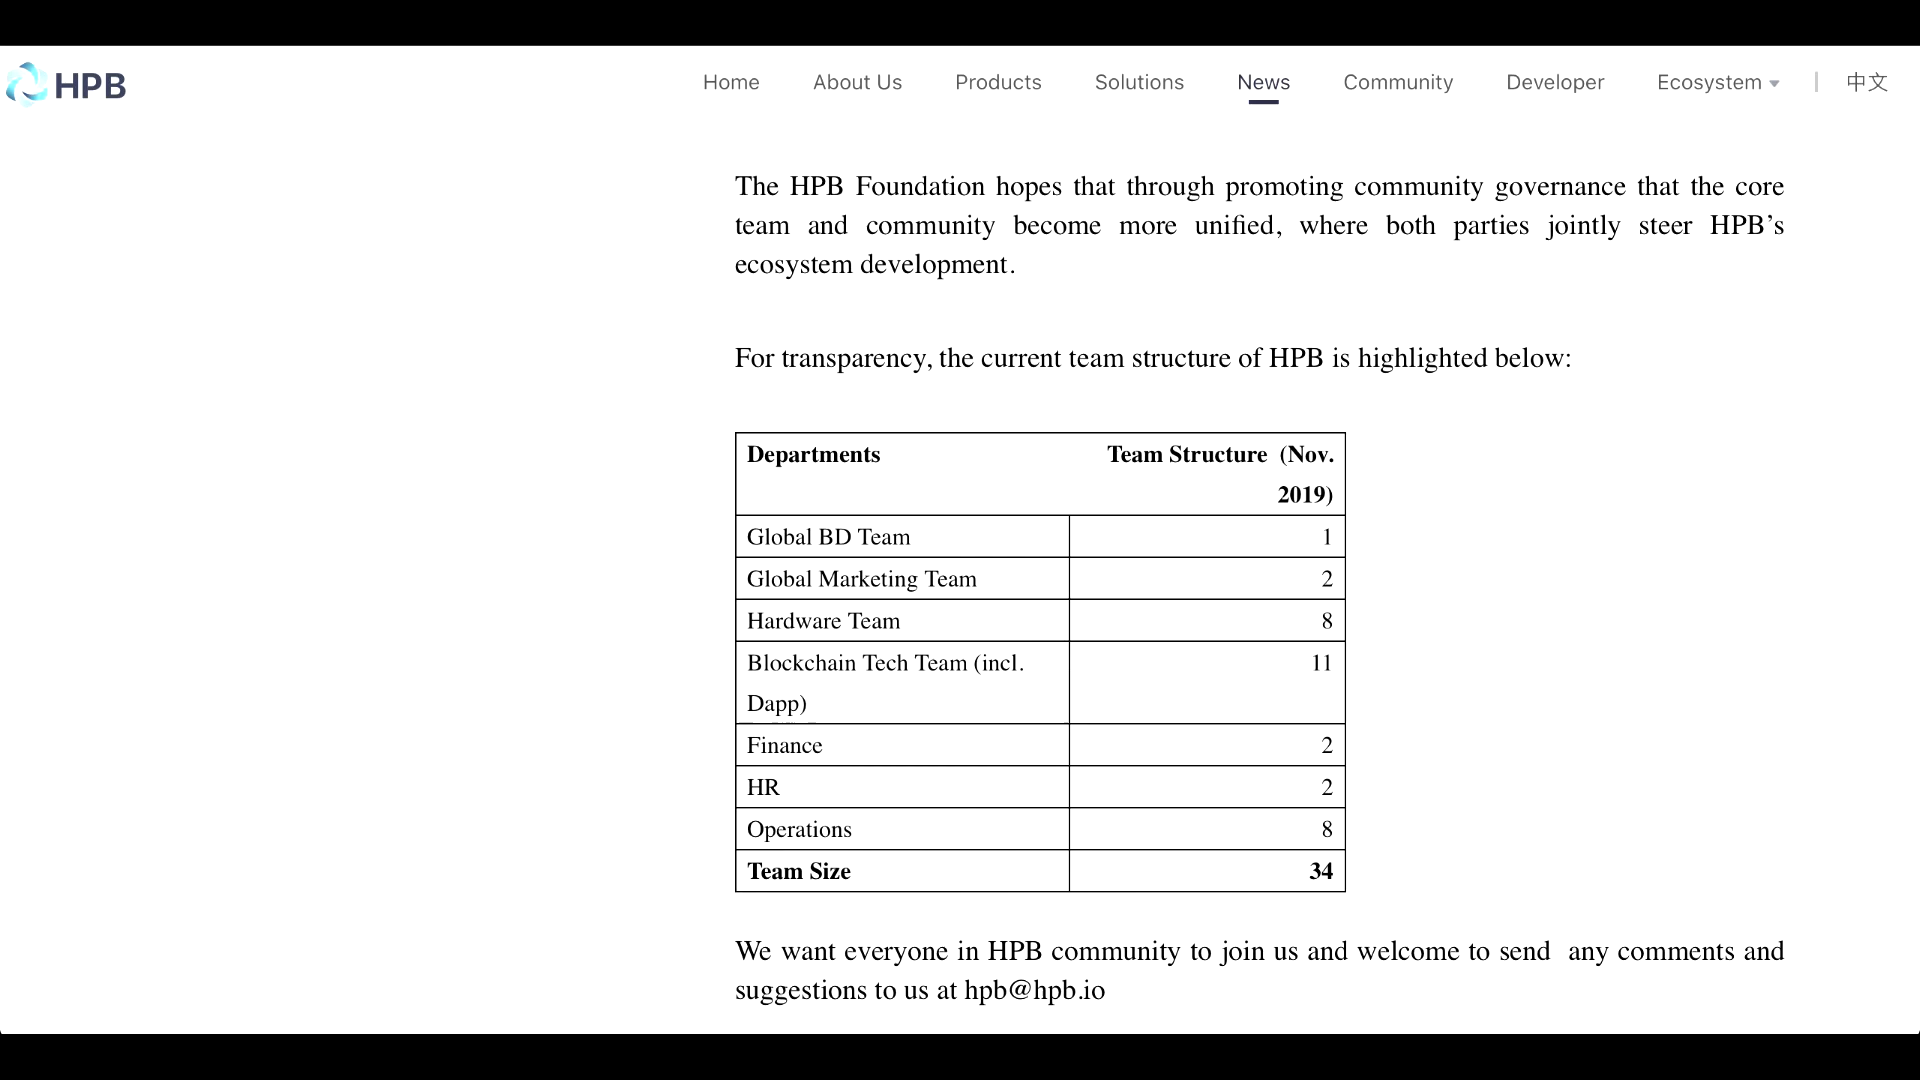 HPB
Home About Us Products Solutions News Community Developer Ecosystem 中文
The HPB Foundation hopes that through promoting community governance that the core
team and community become more unified, where both parties jointly steer HPB’s
ecosystem development.
For transparency, the current team structure of HPB is highlighted below:
Departments Team Structure (Nov.
2019)
Global BD Team 1
Global Marketing Team 2
Hardware Team 8
Blockchain Tech Team (incl. 11
Dapp)
Finance 2
HR 2
Operations 8
Team Size 34
We want everyone in HPB community to join us and welcome to send any comments and
suggestions to us at hpb@hpb.io